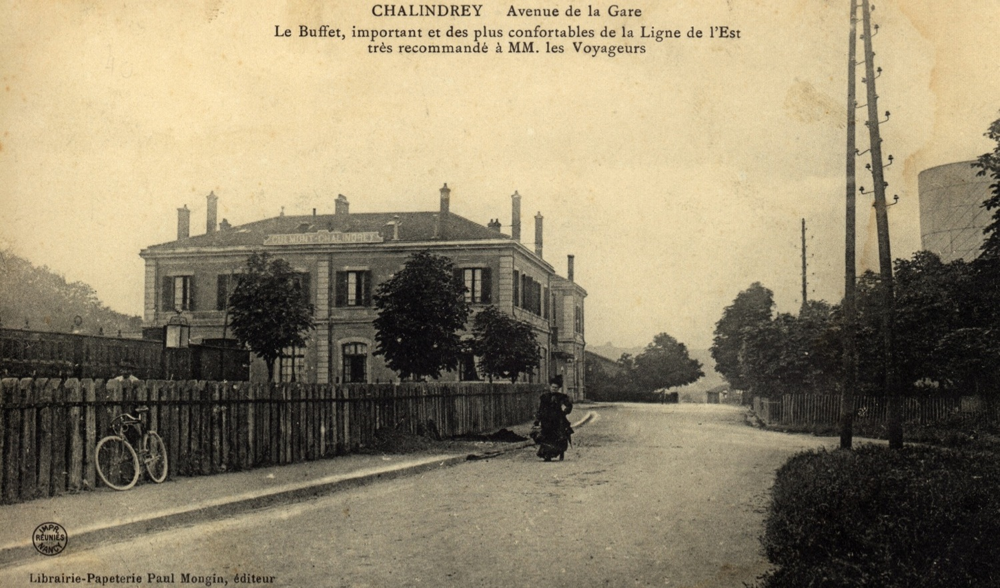 CHALINDREY Avenue de la Gare
Le Buffet, important et des plus confortables de la Ligne de l'Est
très recommandé à MM. les Voyageurs
CULMONT-CHALINDREY
IMPR.
RÉUNIES
NANCY
Librairie-Papeterie Paul Mongin, éditeur